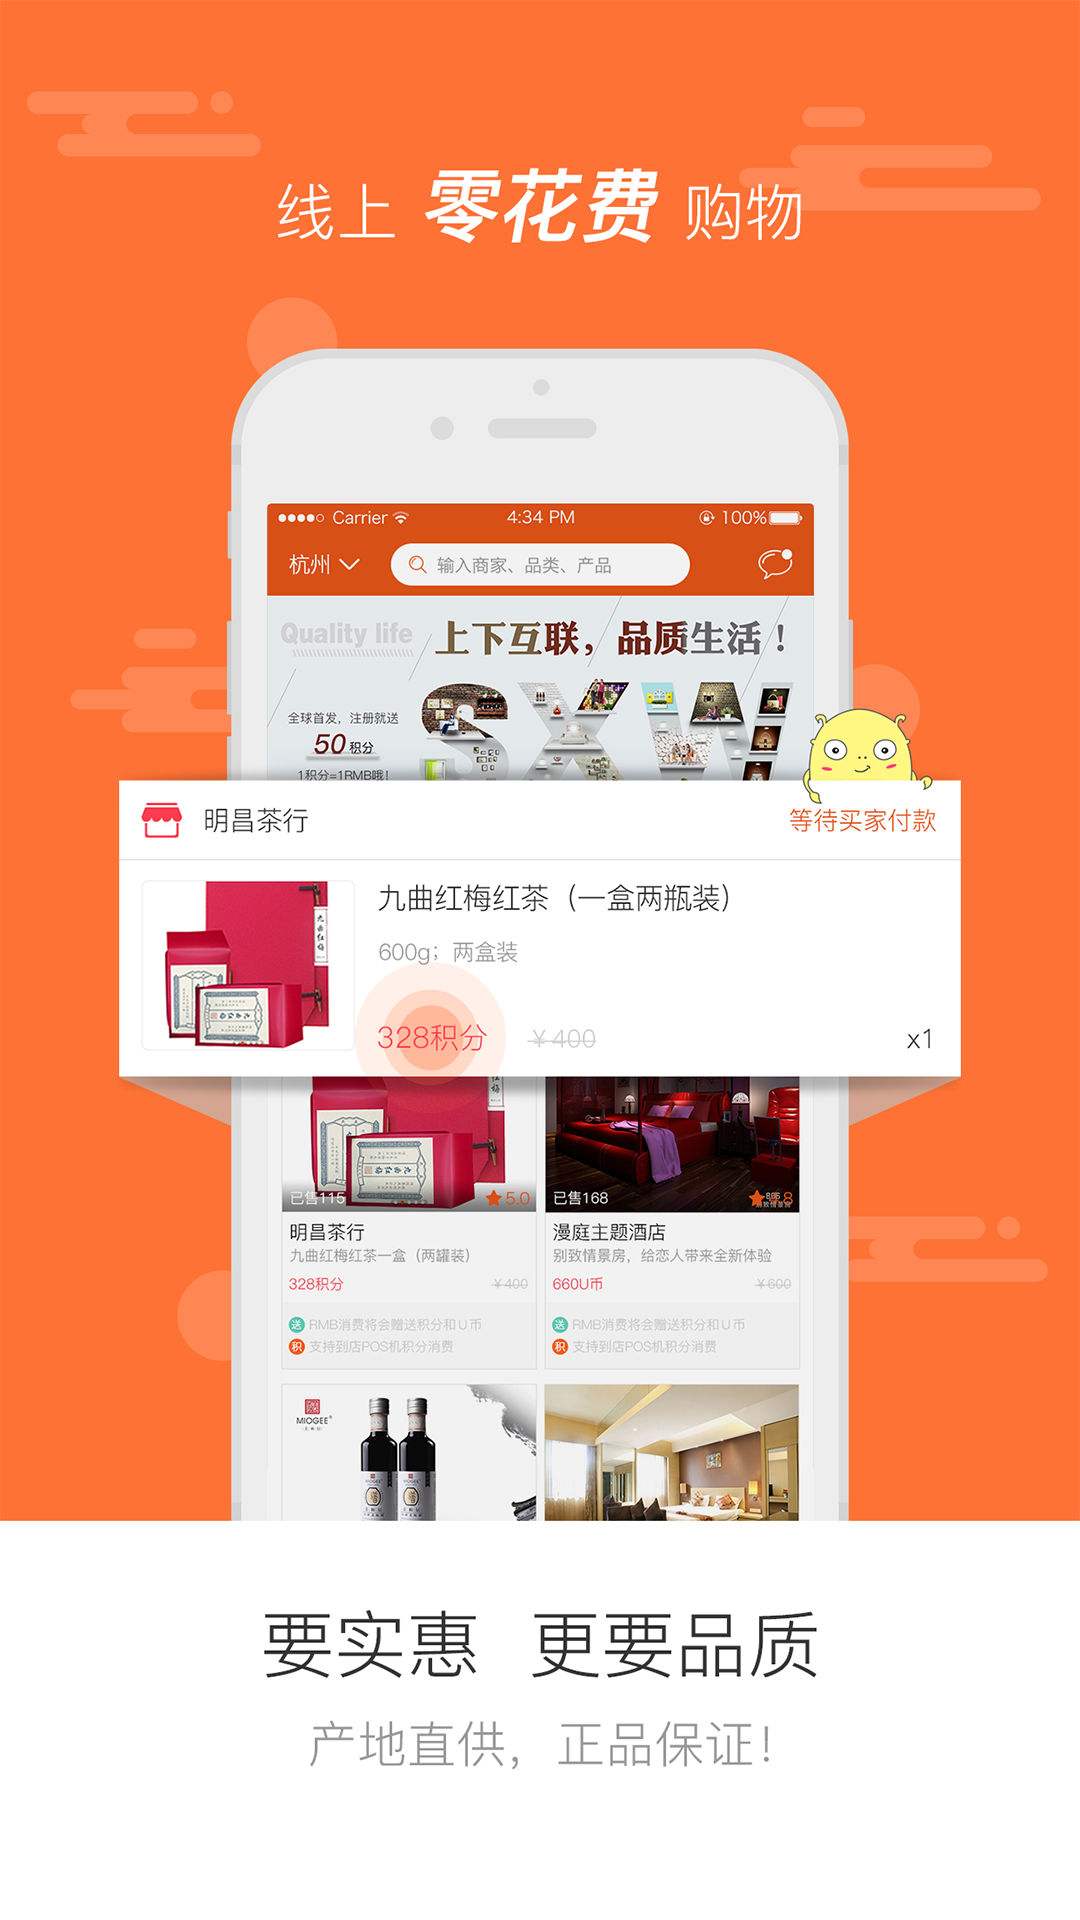 线上 零花费 购物
Carrier 4:34 PM 100%
杭州 输入商家、品类、产品
Quality life 上下互联，品质生活！
SXW
全球首发，注册就送
50积分
1积分=1RMB哦！
明昌茶行 等待买家付款
九曲红梅红茶（一盒两瓶装）
600g；两盒装
328积分 ￥400 x1
九曲红梅
已售115 5.0
已售168
明昌茶行
九曲红梅红茶一盒（两罐装）
328积分 ￥400
送 RMB消费将会赠送积分和U币
积 支持到店POS机积分消费
漫庭主题酒店
别致情景房，给恋人带来全新体验
660U币 ￥600
送 RMB消费将会赠送积分和U币
积 支持到店POS机积分消费
MIOGEE
要实惠 更要品质
产地直供，正品保证！